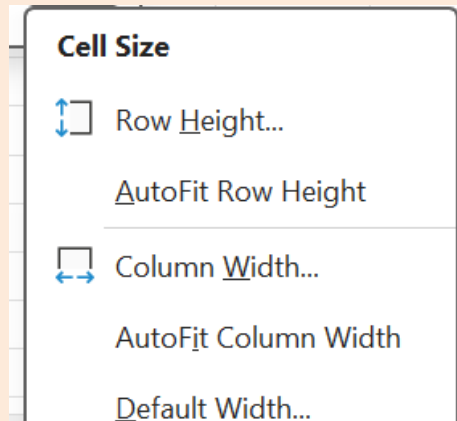 Cell Size
Row Height...
AutoFit Row Height
Column Width...
AutoFit Column Width
Default Width...